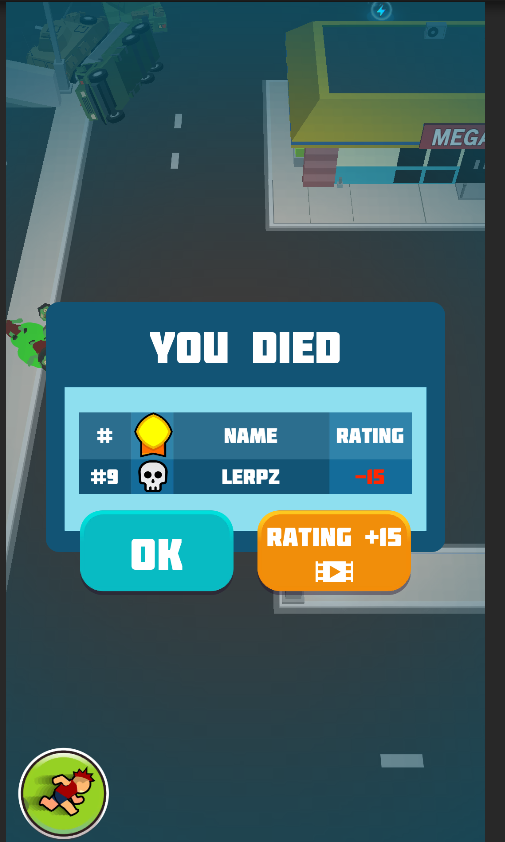 MEGA
YOU DIED
# NAME RATING
#9 LERPZ -15
OK
RATING +15